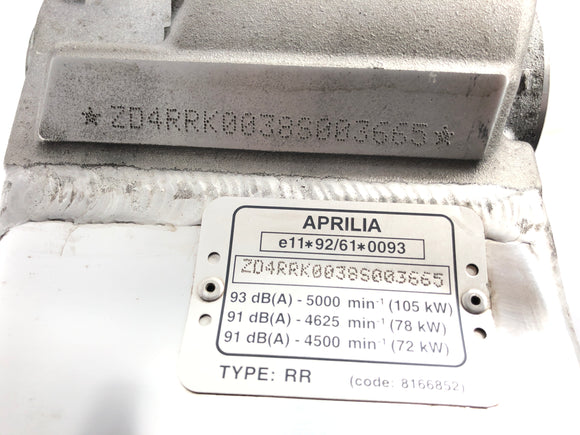 ★ZD4RRK0038S003665★
APRILIA
e11*92/61*0093
ZD4RRK0038S003665
93 dB(A) - 5000 min⁻¹ (105 kW)
91 dB(A) - 4625 min⁻¹ (78 kW)
91 dB(A) - 4500 min⁻¹ (72 kW)
TYPE: RR (code: 8166852)